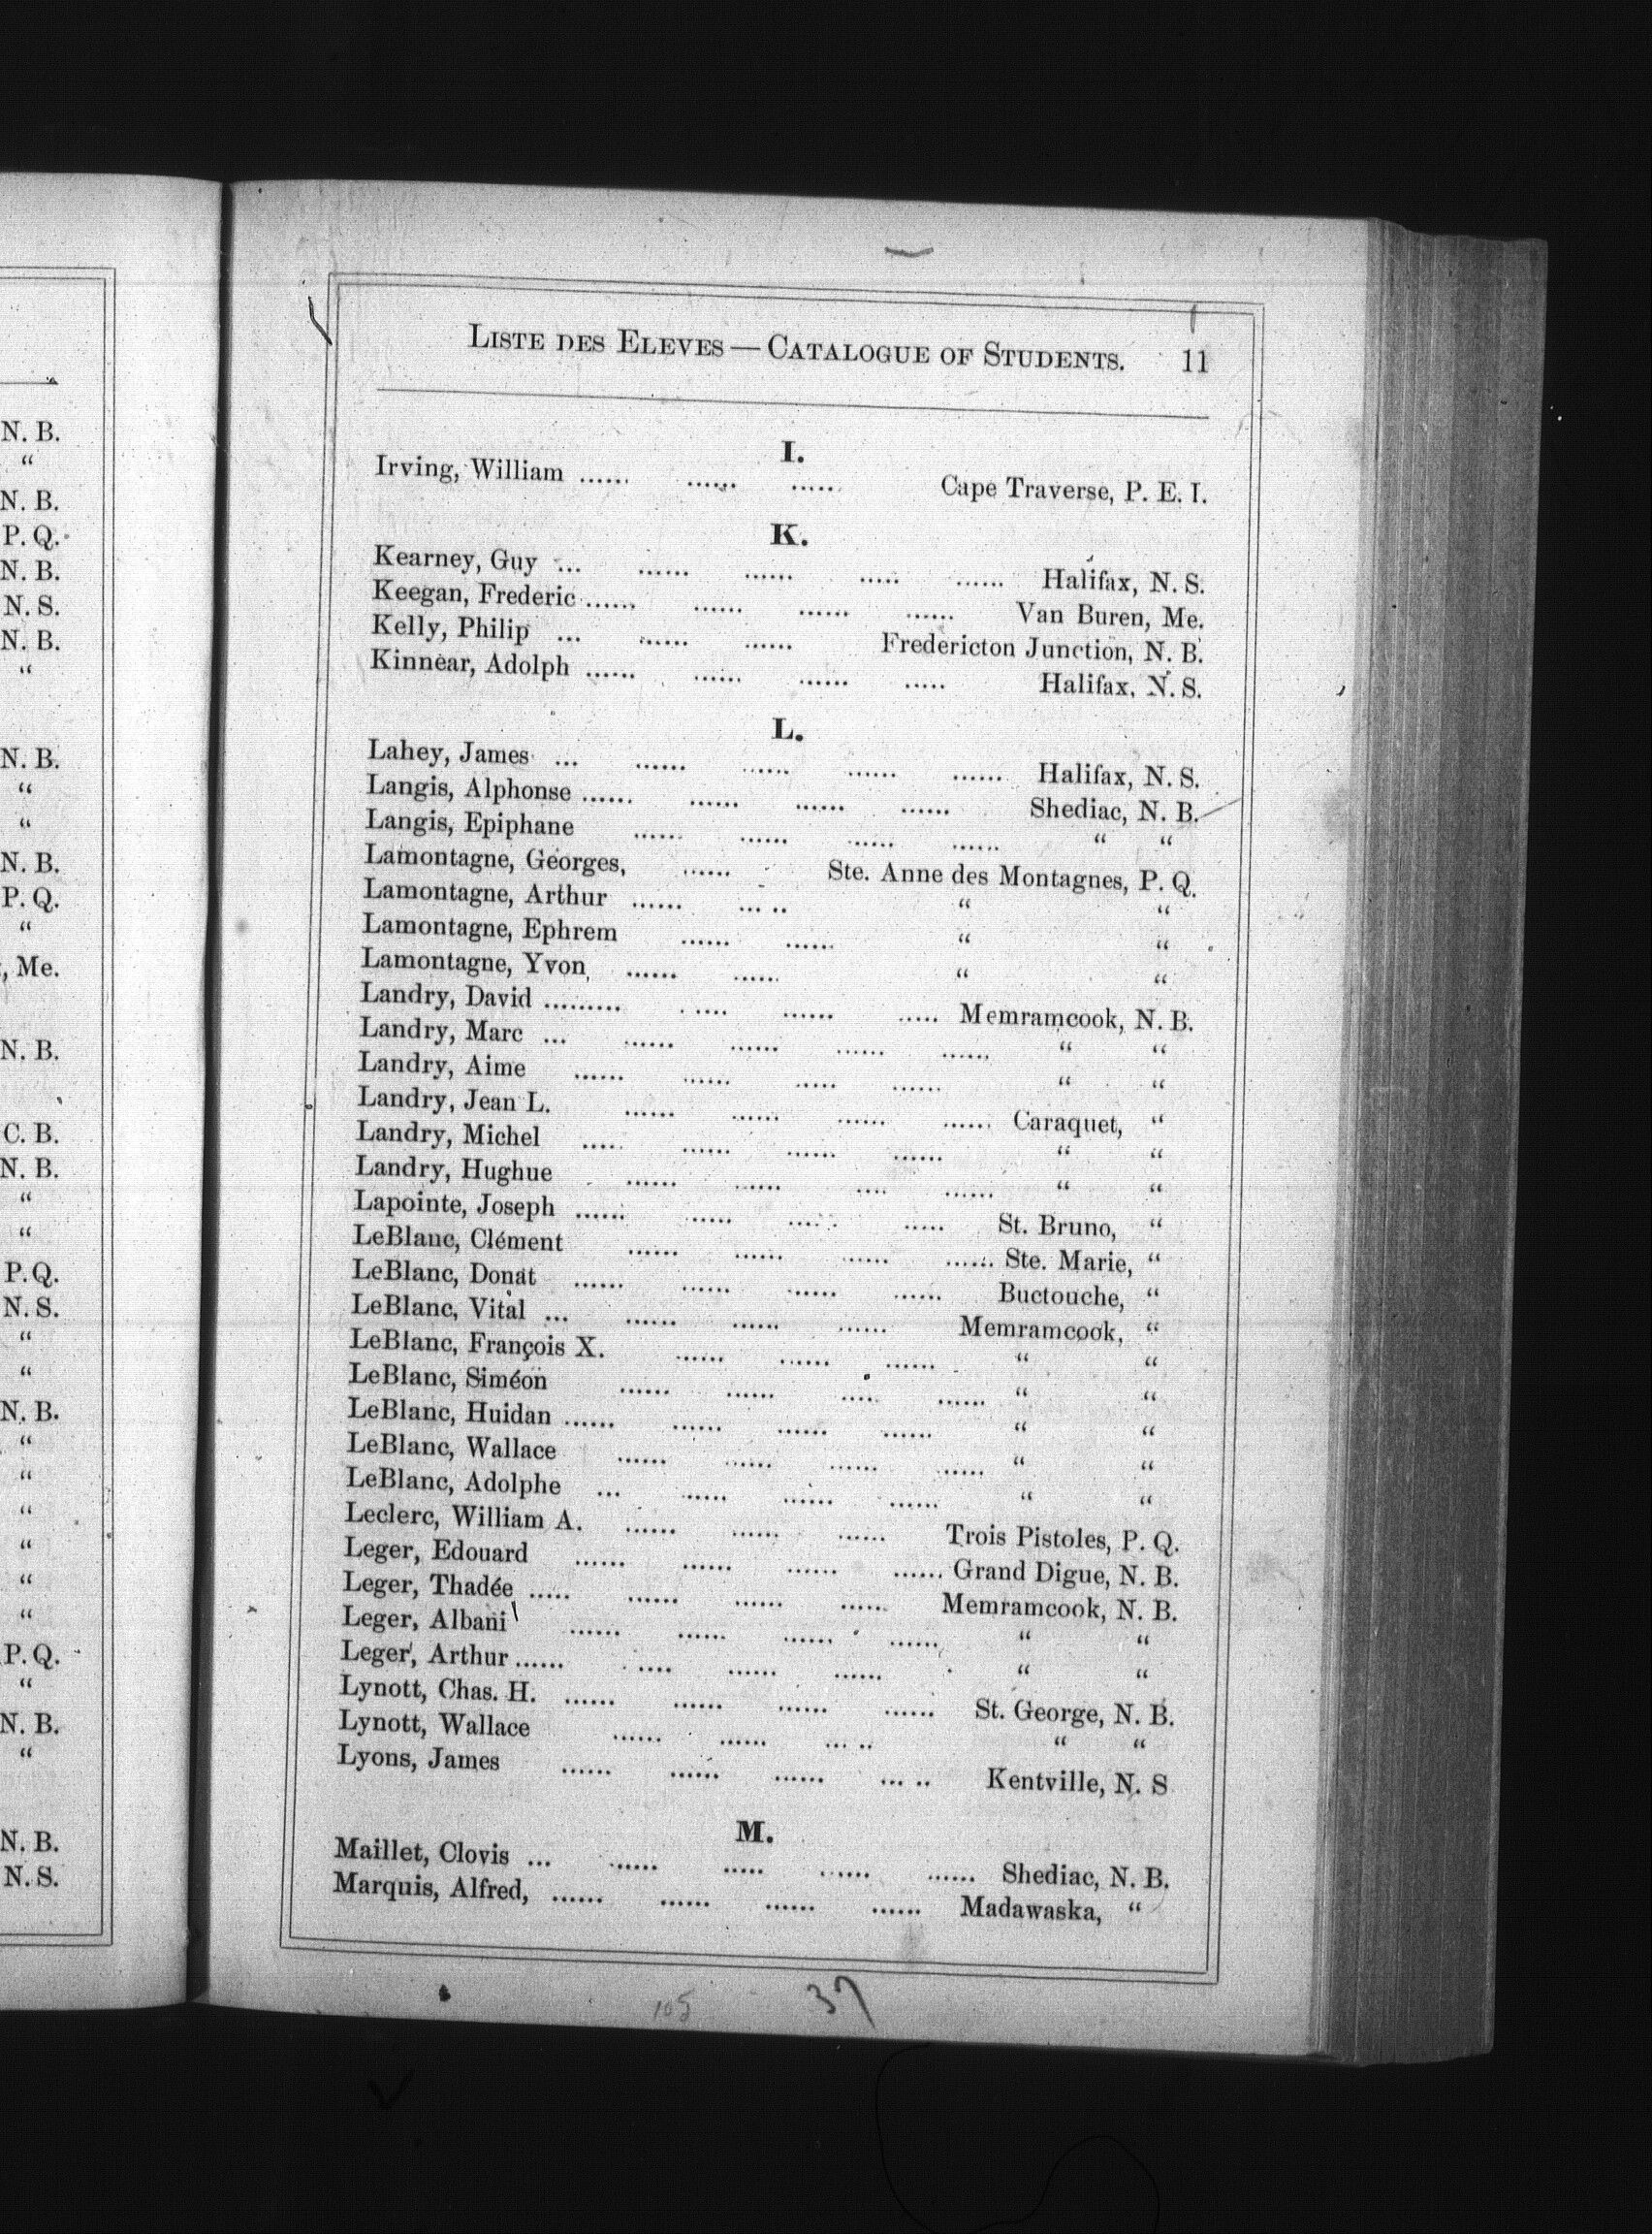 N. B.
“
N. B.
P. Q.
N. B.
N. S.
N. B.
“
N. B.
“
“
N. B.
P. Q.
“
, Me.
N. B.
C. B.
N. B.
“
“
P. Q.
N. S.
“
“
N. B.
“
“
“
“
“
“
P. Q.
“
N. B.
“
N. B.
N. S.
LISTE DES ELEVES — CATALOGUE OF STUDENTS. 11
I.
Irving, William ...... ...... ..... Cape Traverse, P. E. I.
K.
Kearney, Guy ... ...... ...... ..... ...... Halifax, N. S.
Keegan, Frederic ...... ...... ...... ...... Van Buren, Me.
Kelly, Philip ... ...... ...... Fredericton Junction, N. B.
Kinnear, Adolph ...... ...... ...... ..... Halifax, N. S.
L.
Lahey, James ... ...... ...... ...... ...... Halifax, N. S.
Langis, Alphonse ...... ...... ...... ...... Shediac, N. B.
Langis, Epiphane ...... ...... ...... ...... “ “
Lamontagne, Georges, ...... Ste. Anne des Montagnes, P. Q.
Lamontagne, Arthur ...... ... .. “ “
Lamontagne, Ephrem ...... ...... “ “
Lamontagne, Yvon, ...... ...... “ “
Landry, David ......... . .... ...... ..... Memramcook, N. B.
Landry, Marc ... ...... ...... ...... ...... “ “
Landry, Aime ...... ...... ..... ...... “ “
Landry, Jean L. ...... ...... ...... ...... Caraquet, “
Landry, Michel ..... ...... ...... ...... “ “
Landry, Hughue ...... ...... .... ...... “ “
Lapointe, Joseph ...... ..... ..... ..... St. Bruno, “
LeBlanc, Clément ...... ...... ...... ...... Ste. Marie, “
LeBlanc, Donat ...... ...... ...... ...... Buctouche, “
LeBlanc, Vital ... ...... ...... ...... Memramcook, “
LeBlanc, François X. ...... ...... ...... “ “
LeBlanc, Siméon ...... ...... ..... ...... “ “
LeBlanc, Huidan ...... ...... ...... ...... “ “
LeBlanc, Wallace ...... ...... ...... ...... “ “
LeBlanc, Adolphe ... ...... ...... ...... “ “
Leclerc, William A. ...... ...... ...... Trois Pistoles, P. Q.
Leger, Edouard ...... ...... ...... ...... Grand Digue, N. B.
Leger, Thadée ..... ...... ...... ...... Memramcook, N. B.
Leger, Albani ...... ...... ...... ...... “ “
Leger, Arthur ...... . .... ...... ...... “ “
Lynott, Chas. H. ...... ...... ...... ...... St. George, N. B.
Lynott, Wallace ...... ...... ... .. “ “
Lyons, James ...... ...... ...... ... .. Kentville, N. S
M.
Maillet, Clovis ... ...... ..... ...... ...... Shediac, N. B.
Marquis, Alfred, ...... ...... ...... ...... Madawaska, “
105 37